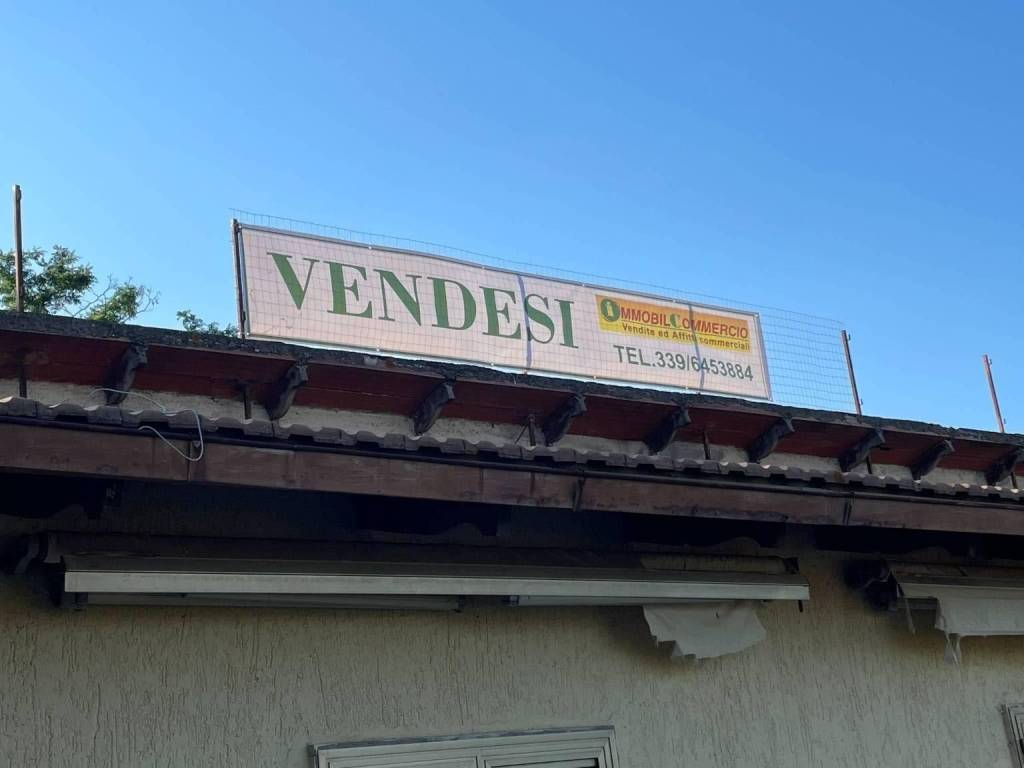 VENDESI
IMMOBILCOMMERCIO
Vendite ed Affitti commerciali
TEL.339/6453884